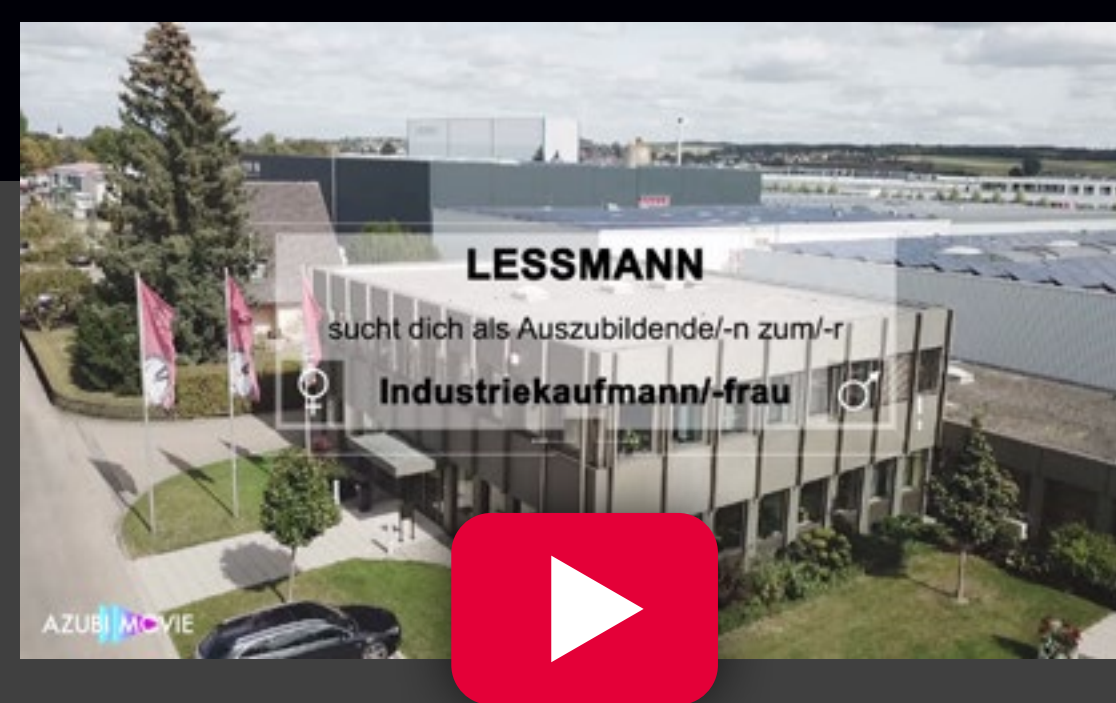 LESSMANN
sucht dich als Auszubildende/-n zum/-r
Industriekaufmann/-frau
AZUBI MOVIE